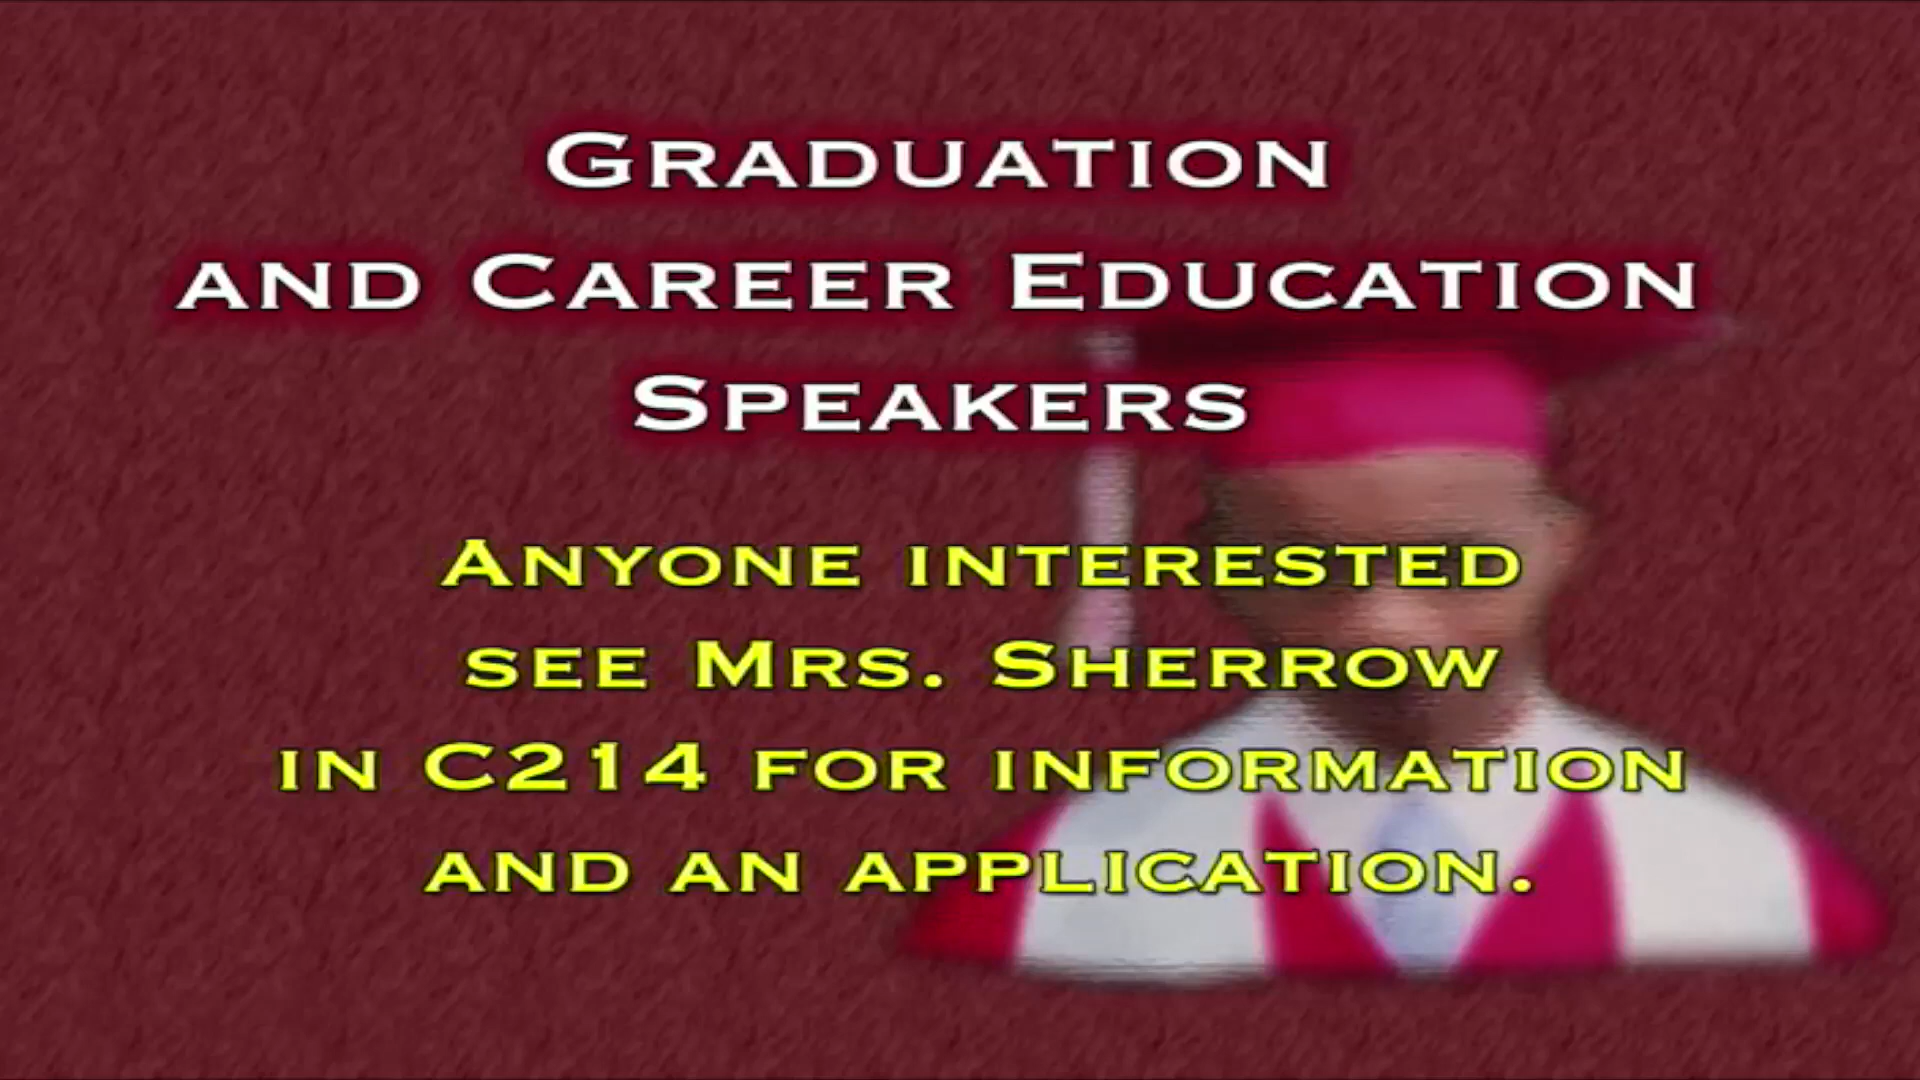 Graduation
and Career Education
Speakers
Anyone interested
see Mrs. Sherrow
in C214 for information
and an application.